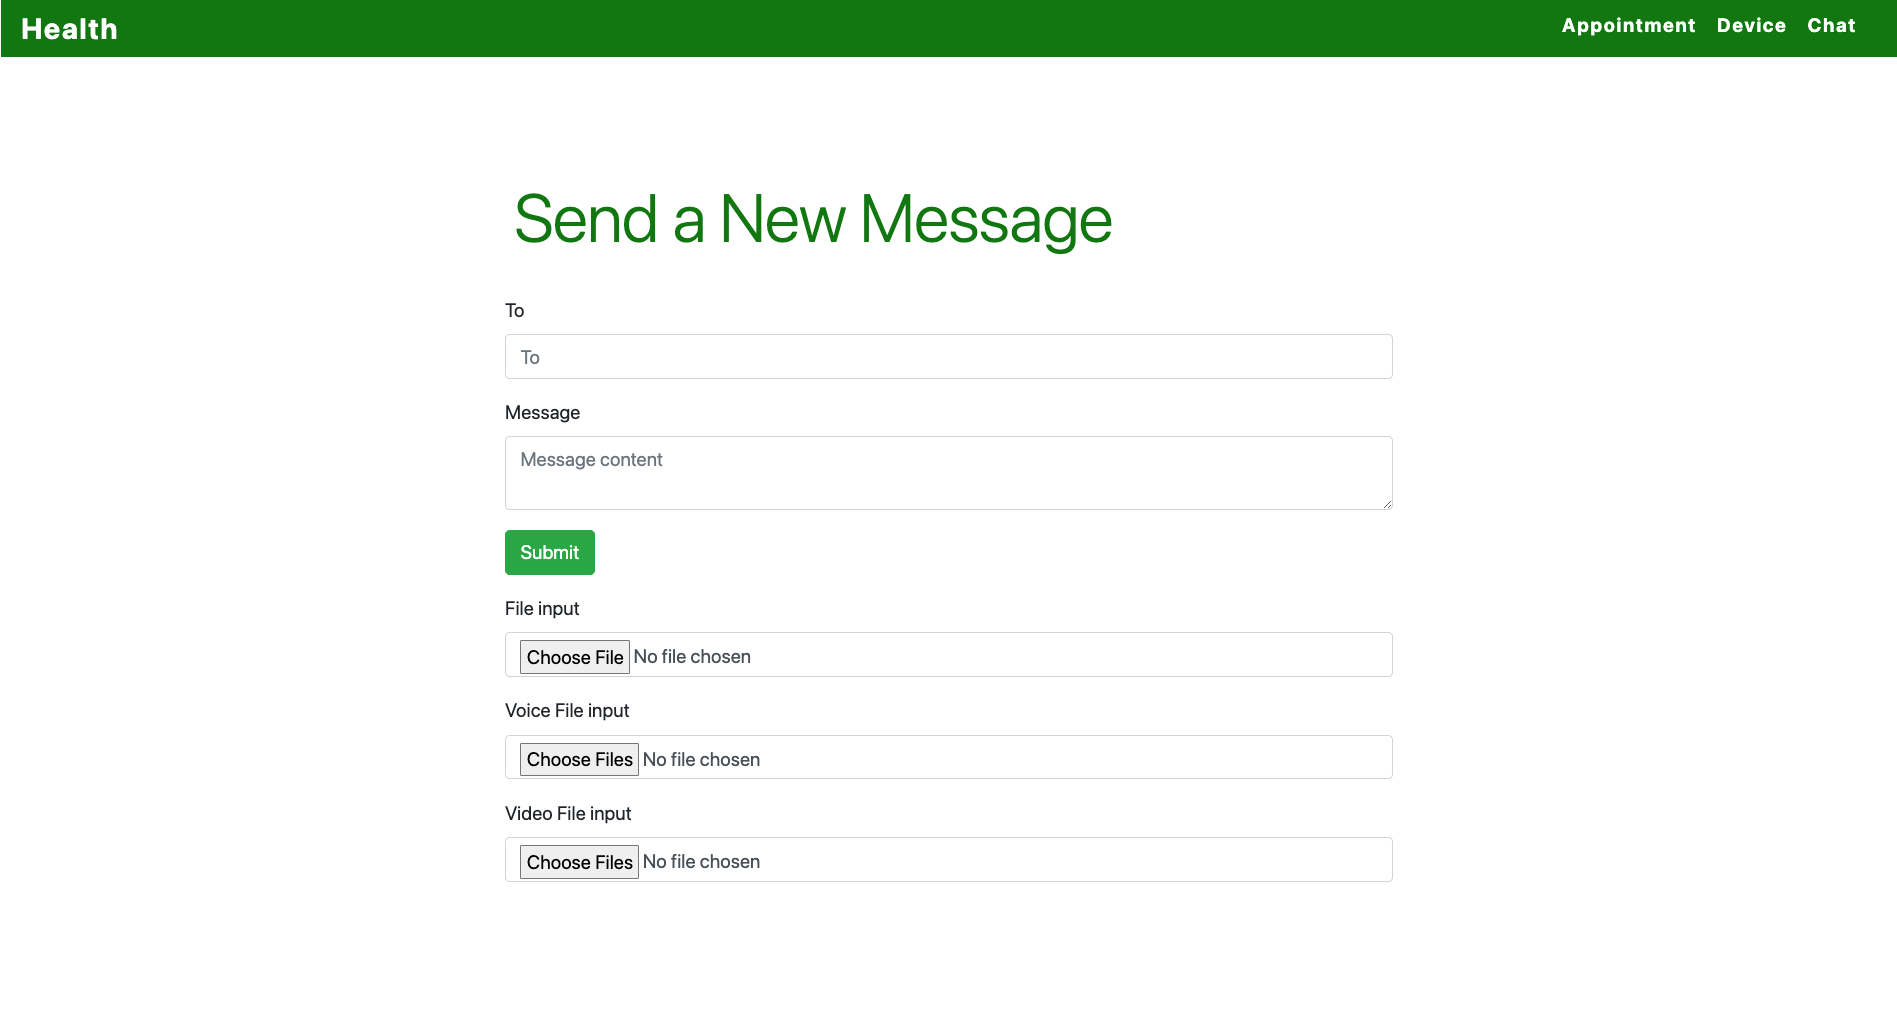 Health
Appointment Device Chat
Send a New Message
To
To
Message
Message content
Submit
File input
Choose File No file chosen
Voice File input
Choose Files No file chosen
Video File input
Choose Files No file chosen